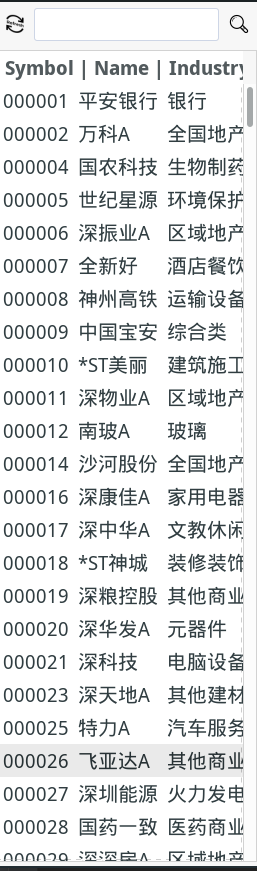 Symbol | Name | Industry
000001 平安银行 银行
000002 万科A 全国地产
000004 国农科技 生物制药
000005 世纪星源 环境保护
000006 深振业A 区域地产
000007 全新好 酒店餐饮
000008 神州高铁 运输设备
000009 中国宝安 综合类
000010 *ST美丽 建筑施工
000011 深物业A 区域地产
000012 南玻A 玻璃
000014 沙河股份 全国地产
000016 深康佳A 家用电器
000017 深中华A 文教休闲
000018 *ST神城 装修装饰
000019 深粮控股 其他商业
000020 深华发A 元器件
000021 深科技 电脑设备
000023 深天地A 其他建材
000025 特力A 汽车服务
000026 飞亚达A 其他商业
000027 深圳能源 火力发电
000028 国药一致 医药商业
000029 深深房A 区域地产